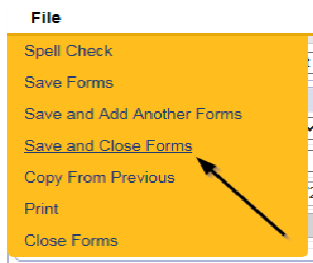 File
Spell Check
Save Forms
Save and Add Another Forms
Save and Close Forms
Copy From Previous
Print
Close Forms